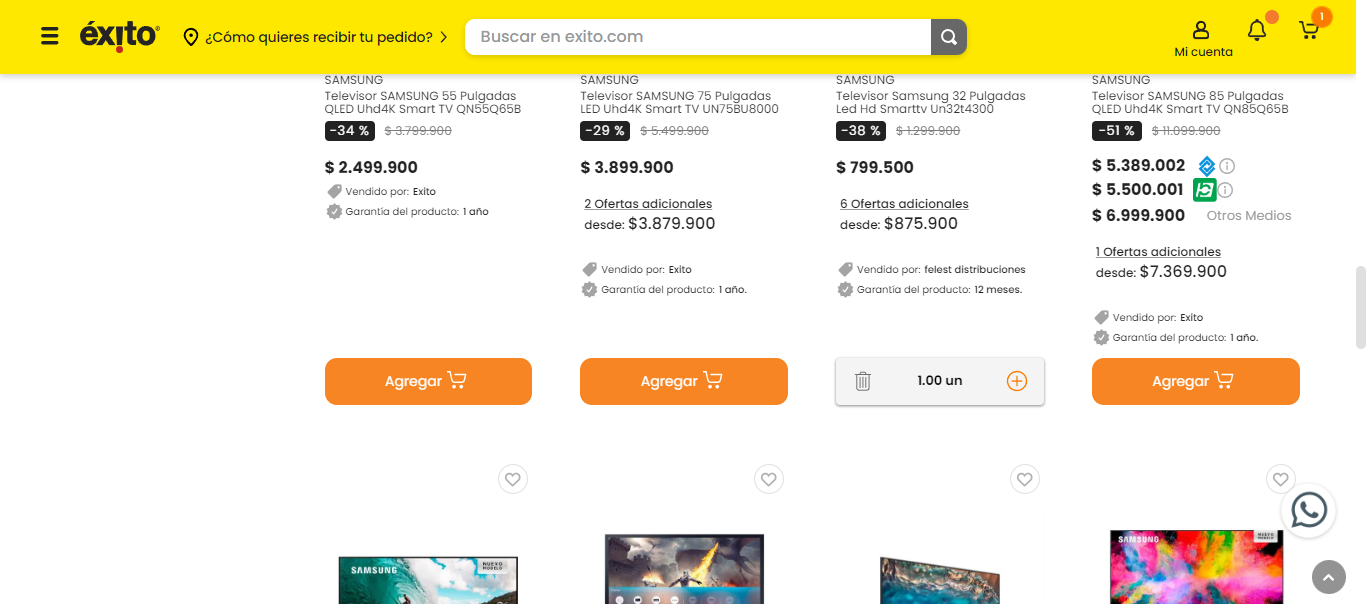 éxito
¿Cómo quieres recibir tu pedido?
Buscar en exito.com
Mi cuenta
1
SAMSUNG
Televisor SAMSUNG 55 Pulgadas
QLED Uhd4K Smart TV QN55Q65B
-34 % $ 3.799.900
$ 2.499.900
Vendido por: Exito
Garantía del producto: 1 año
Agregar
SAMSUNG
Televisor SAMSUNG 75 Pulgadas
LED Uhd4K Smart TV UN75BU8000
-29 % $ 5.499.900
$ 3.899.900
2 Ofertas adicionales
desde: $3.879.900
Vendido por: Exito
Garantía del producto: 1 año.
Agregar
SAMSUNG
Televisor Samsung 32 Pulgadas
Led Hd Smarttv Un32t4300
-38 % $ 1.299.900
$ 799.500
6 Ofertas adicionales
desde: $875.900
Vendido por: felest distribuciones
Garantía del producto: 12 meses.
1.00 un
SAMSUNG
Televisor SAMSUNG 85 Pulgadas
QLED Uhd4K Smart TV QN85Q65B
-51 % $ 11.099.900
$ 5.389.002
$ 5.500.001
$ 6.999.900 Otros Medios
1 Ofertas adicionales
desde: $7.369.900
Vendido por: Exito
Garantía del producto: 1 año.
Agregar
SAMSUNG
NUEVO
MODELO
SAMSUNG
NUEVO
MODELO